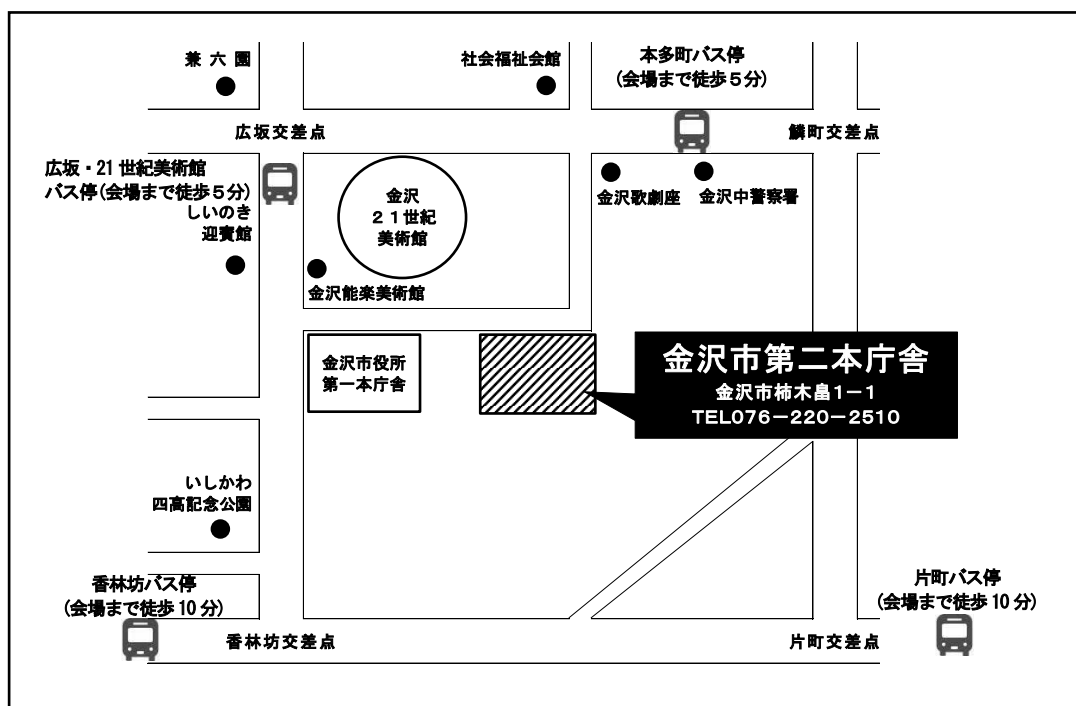 兼六園
社会福祉会館
本多町バス停
(会場まで徒歩５分)
広坂交差点
鱗町交差点
広坂・21世紀美術館
バス停(会場まで徒歩５分)
しいのき
迎賓館
金沢
２１世紀
美術館
金沢歌劇座
金沢中警察署
金沢能楽美術館
金沢市役所
第一本庁舎
金沢市第二本庁舎
金沢市柿木畠１－１
TEL076－220－2510
いしかわ
四高記念公園
香林坊バス停
(会場まで徒歩10分)
片町バス停
(会場まで徒歩10分)
香林坊交差点
片町交差点